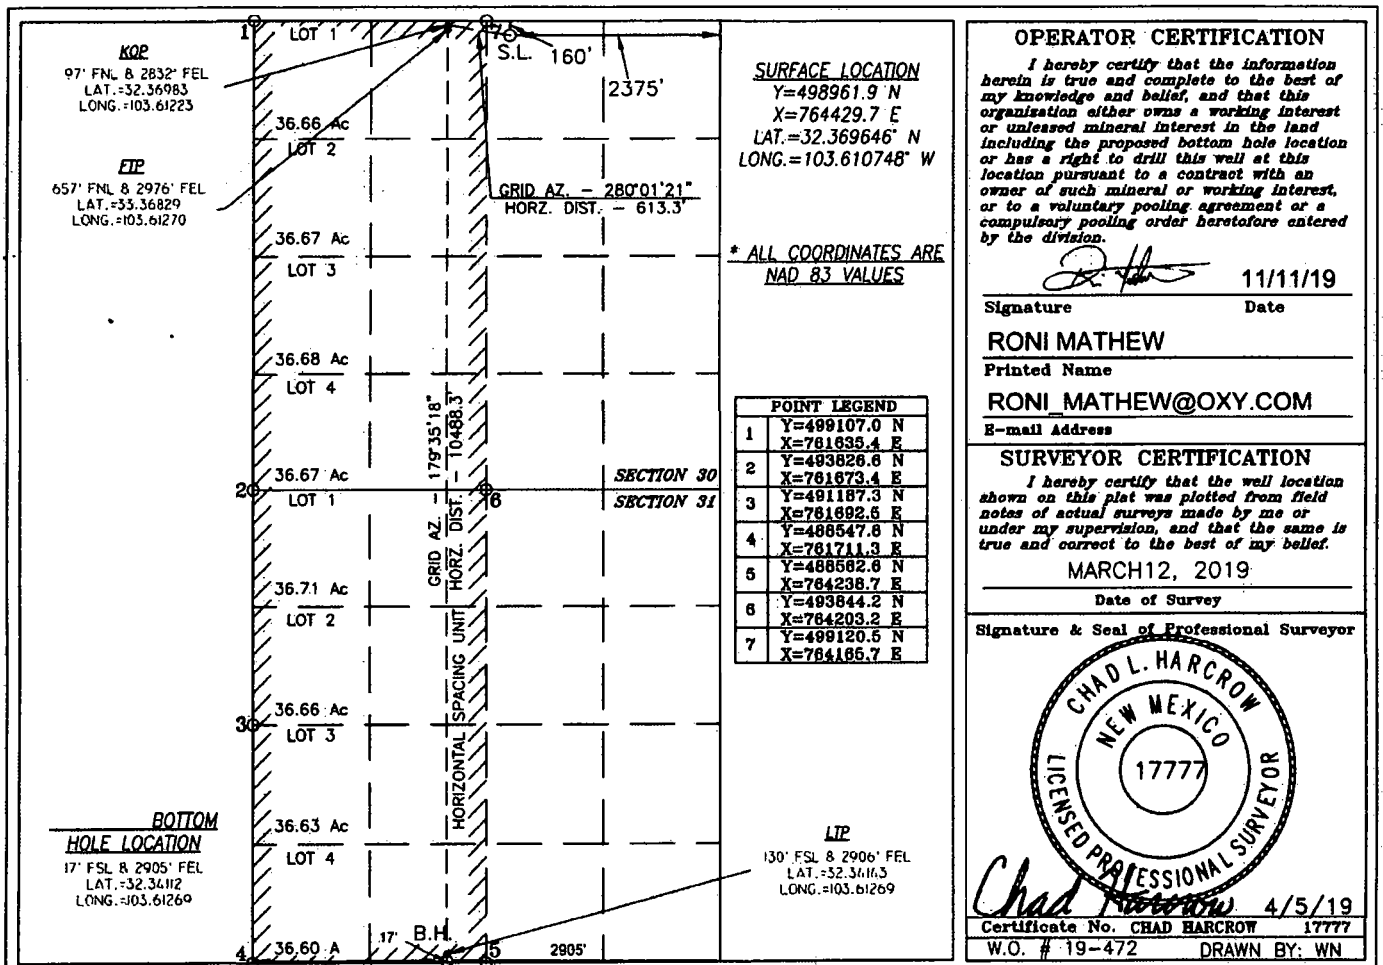 KOP
97' FNL & 2832' FEL
LAT.=32.36983
LONG.=103.61223
FTP
657' FNL & 2976' FEL
LAT.=33.36829
LONG.=103.61270
BOTTOM
HOLE LOCATION
17' FSL & 2905' FEL
LAT.=32.34112
LONG.=103.61269
1
LOT 1
7
S.L.
160'
2375'
36.66 Ac
LOT 2
GRID AZ. - 280°01'21"
HORZ. DIST. - 613.3'
36.67 Ac
LOT 3
36.68 Ac
LOT 4
36.67 Ac
SECTION 30
2
LOT 1
6
SECTION 31
36.71 Ac
LOT 2
36.66 Ac
3
LOT 3
36.63 Ac
LOT 4
17'
B.H.
4
36.60 A
5
2905'
GRID AZ. - 179°35'18"
HORZ. DIST. - 10488.3'
HORIZONTAL SPACING UNIT
SURFACE LOCATION
Y=498961.9 N
X=764429.7 E
LAT.=32.369646° N
LONG.=103.610748° W
* ALL COORDINATES ARE
NAD 83 VALUES
POINT LEGEND
1
Y=499107.0 N
X=761635.4 E
2
Y=493826.6 N
X=761673.4 E
3
Y=491187.3 N
X=761692.5 E
4
Y=488547.8 N
X=761711.3 E
5
Y=488582.6 N
X=764238.7 E
6
Y=493844.2 N
X=764203.2 E
7
Y=499120.5 N
X=764165.7 E
LTP
130' FSL & 2906' FEL
LAT.=32.34143
LONG.=103.61269
OPERATOR CERTIFICATION
I hereby certify that the information
herein is true and complete to the best of
my knowledge and belief, and that this
organization either owns a working interest
or unleased mineral interest in the land
including the proposed bottom hole location
or has a right to drill this well at this
location pursuant to a contract with an
owner of such mineral or working interest,
or to a voluntary pooling agreement or a
compulsory pooling order heretofore entered
by the division.
11/11/19
Signature Date
RONI MATHEW
Printed Name
RONI_MATHEW@OXY.COM
E-mail Address
SURVEYOR CERTIFICATION
I hereby certify that the well location
shown on this plat was plotted from field
notes of actual surveys made by me or
under my supervision, and that the same is
true and correct to the best of my belief.
MARCH12, 2019
Date of Survey
Signature & Seal of Professional Surveyor
CHAD L. HARCROW
NEW MEXICO
17777
LICENSED PROFESSIONAL SURVEYOR
Chad Harcrow 4/5/19
Certificate No. CHAD HARCROW 17777
W.O. # 19-472 DRAWN BY: WN